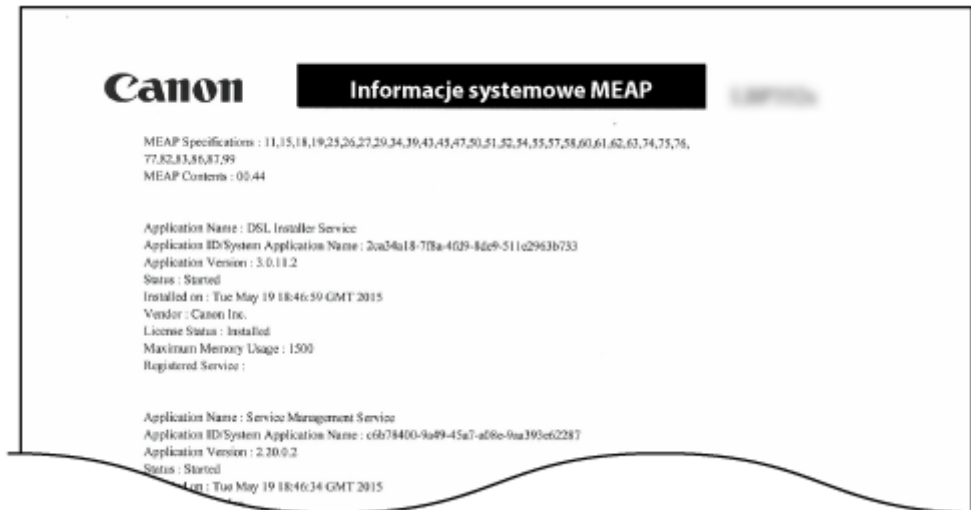 Canon
Informacje systemowe MEAP
MEAP Specifications : 11,15,18,19,25,26,27,29,34,39,43,45,47,50,51,52,54,55,57,58,60,61,62,63,74,75,76,
77,82,83,86,87,99
MEAP Contents : 00.44
Application Name : DSL Installer Service
Application ID/System Application Name : 2ca34a18-7f8a-4fd9-8de9-511e2963b733
Application Version : 3.0.11.2
Status : Started
Installed on : Tue May 19 18:46:59 GMT 2015
Vendor : Canon Inc.
License Status : Installed
Maximum Memory Usage : 1500
Registered Service :
Application Name : Service Management Service
Application ID/System Application Name : c6b78400-9a49-45a7-a08e-9aa393e62287
Application Version : 2.20.0.2
Status : Started
on : Tue May 19 18:46:34 GMT 2015